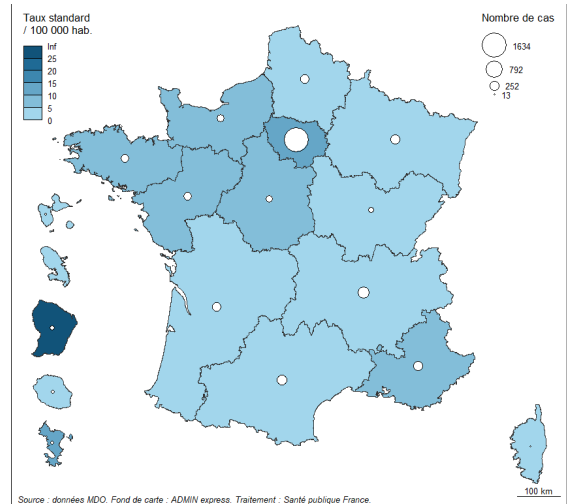 Taux standard
/ 100 000 hab.
Inf
25
20
15
10
5
0
Nombre de cas
1634
792
252
13
100 km
Source : données MDO. Fond de carte : ADMIN express. Traitement : Santé publique France.